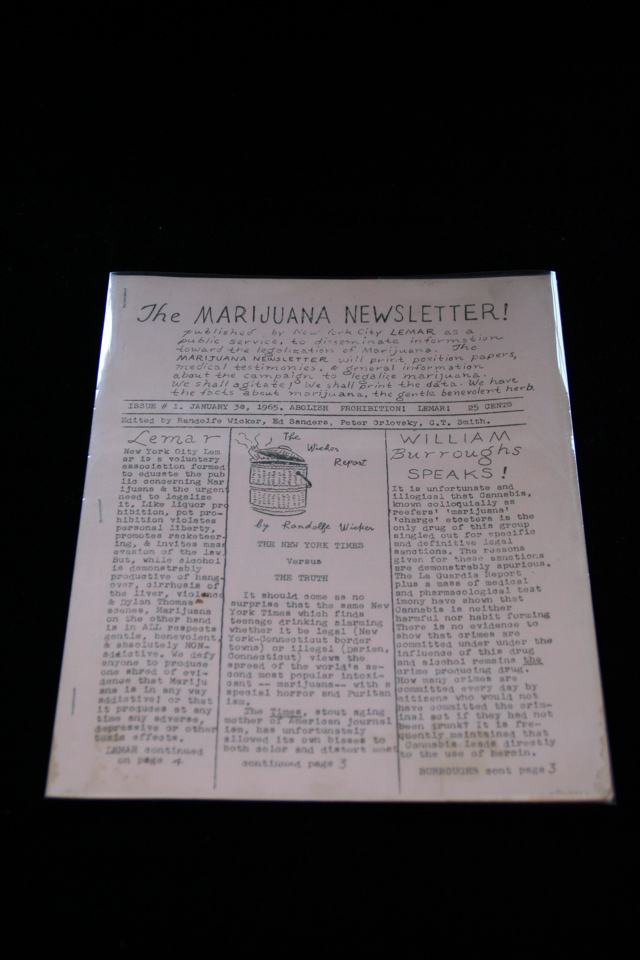 The MARIJUANA NEWSLETTER!
published by New York City LEMAR as a
public service, to disseminate information
toward the legalization of Marijuana. The
MARIJUANA NEWSLETTER will print position papers,
medical testimonies, & general information
about the campaign to legalise marijuana.
We shall agitate! We shall print the data. We have
the facts about marijuana, the gentle benevolent herb.
ISSUE # 1. JANUARY 30, 1965. ABOLISH PROHIBITION! LEMAR! 25 CENTS
Edited by Randolfe Wicker, Ed Sanders, Peter Orlovsky, C.T. Smith.
Lemar
New York City Lem
ar is a voluntary
association formed
to educate the pub
lic concerning Mar
ijuana & the urgent
need to legalize
it. Like liquor pro
hibition, pot pro-
hibition violates
personal liberty,
promotes racketeer-
ing, & invites mass
evasion of the law.
But, while alcohol
is demonstrably
productive of hang-
over, cirrhosis of
the liver, violence
& Dylan Thomas
scenes, Marijuana
on the other hand
is in ALL respects
gentle, benevolent,
& absolutely NON-
addictive. We defy
anyone to produce
one shred of evi-
dence that Mariju
ana is in any way
addictive! or that
it produces at any
time any adverse,
depressive or other
toxic effects.
LEMAR continued
on page 4
The
Wicker
Report
by Randolfe Wicker
THE NEW YORK TIMES
Versus
THE TRUTH
It should come as no
surprise that the same New
York Times which finds
teenage drinking alarming
whether it be legal (New
York-Connecticut border
towns) or illegal (Darien,
Connecticut) views the
spread of the world's se-
cond most popular intoxi-
cant -- marijuana-- with a
special horror and Puritan
ism.
The Times, stout aging
mother of American journal
ism, has unfortunately
allowed its own biases to
both color and distort most
continued page 3
WILLIAM
Burroughs
SPEAKS!
It is unfortunate and
illogical that Cannabis,
known colloquially as
reefers' 'marijuana'
'charge' etcetera is the
only drug of this group
singled out for specific
and definitive legal
sanctions. The reasons
given for these sanctions
are demonstrably spurious.
The La Guardia Report
plus a mass of medical
and pharmacological test
imony have shown that
Cannabis is neither
harmful nor habit forming
There is no evidence to
show that crimes are
committed under under the
influence of this drug
and alcohol remains the
crime producing drug.
How many crimes are
committed every day by
citizens who would not
have committed the crim-
inal act if they had not
been drunk? It is fre-
quently maintained that
Cannabis leads directly
to the use of heroin.
BURROUGHS cont page 3